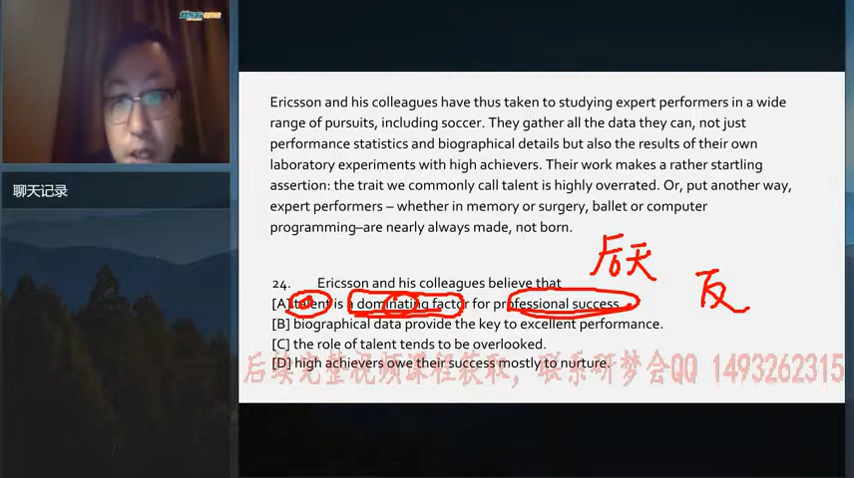 聊天记录
Ericsson and his colleagues have thus taken to studying expert performers in a wide
range of pursuits, including soccer. They gather all the data they can, not just
performance statistics and biographical details but also the results of their own
laboratory experiments with high achievers. Their work makes a rather startling
assertion: the trait we commonly call talent is highly overrated. Or, put another way,
expert performers – whether in memory or surgery, ballet or computer
programming–are nearly always made, not born.
后天
反
24. Ericsson and his colleagues believe that
[A] talent is a dominating factor for professional success.
[B] biographical data provide the key to excellent performance.
[C] the role of talent tends to be overlooked.
[D] high achievers owe their success mostly to nurture.
后续完整视频课程获取，联系研梦会QQ 1493262315